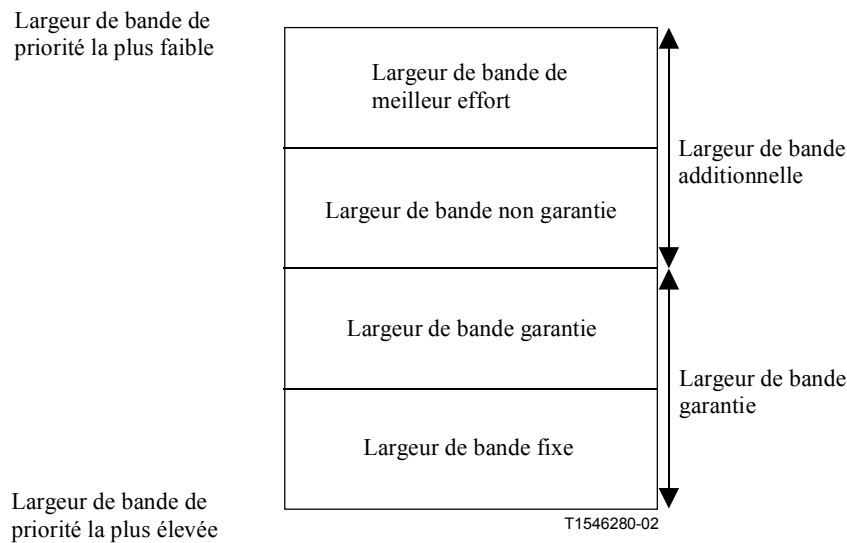 Largeur de bande de
priorité la plus faible
Largeur de bande de
meilleur effort
Largeur de bande
additionnelle
Largeur de bande non garantie
Largeur de bande garantie
Largeur de bande
garantie
Largeur de bande fixe
Largeur de bande de
priorité la plus élevée
T1546280-02